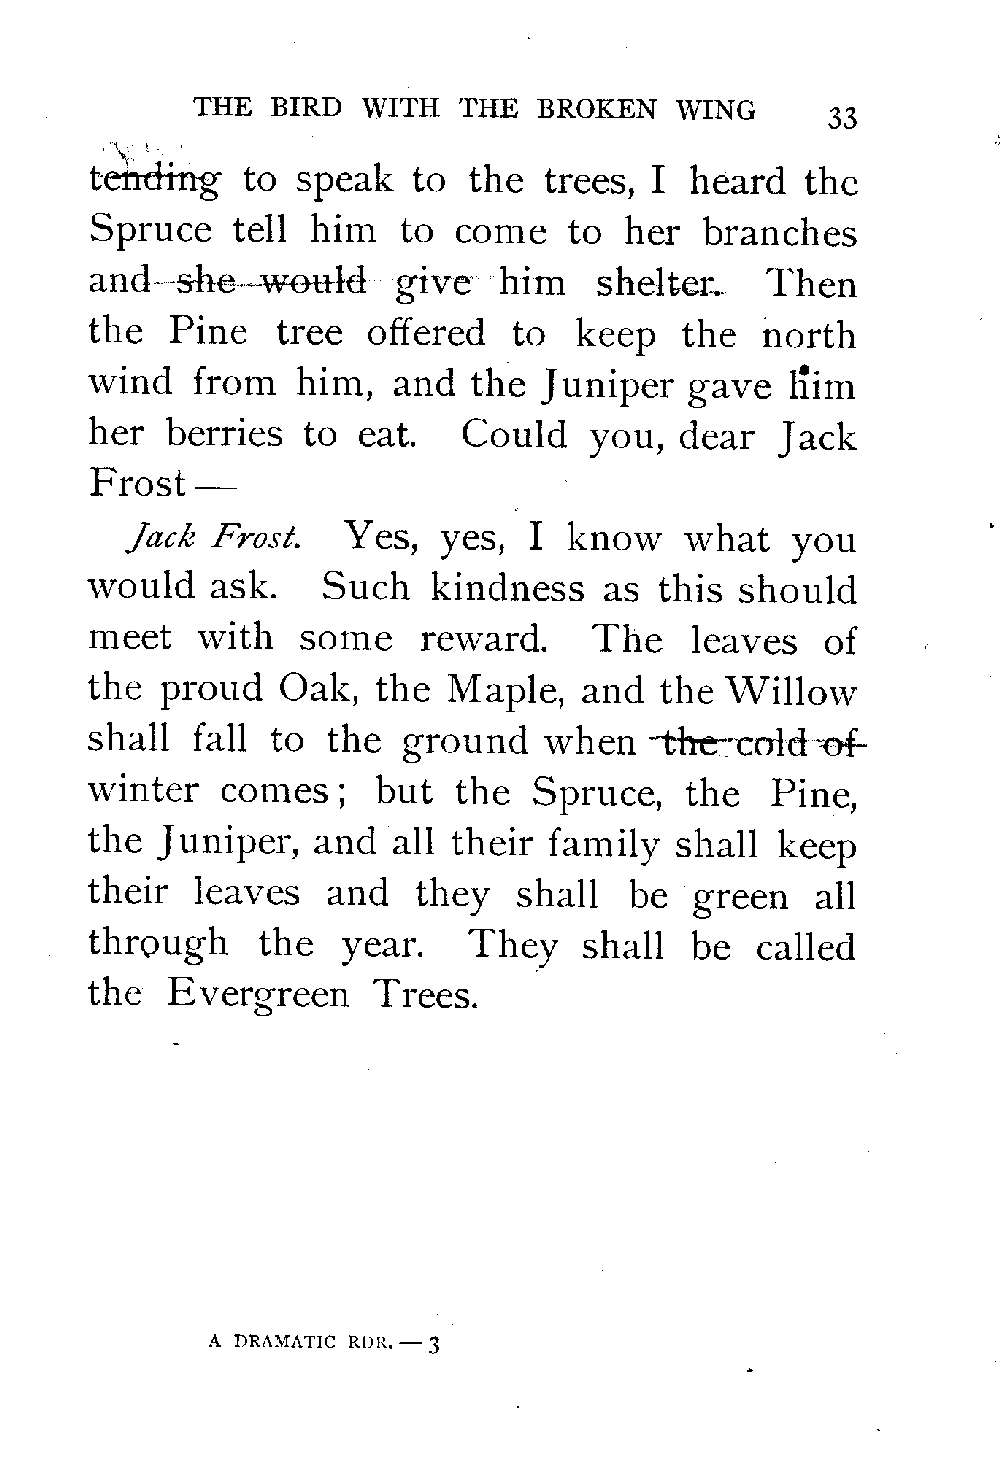 THE BIRD WITH THE BROKEN WING 33
tending to speak to the trees, I heard the
Spruce tell him to come to her branches
and she would give him shelter. Then
the Pine tree offered to keep the north
wind from him, and the Juniper gave him
her berries to eat. Could you, dear Jack
Frost —
Jack Frost. Yes, yes, I know what you
would ask. Such kindness as this should
meet with some reward. The leaves of
the proud Oak, the Maple, and the Willow
shall fall to the ground when the cold of
winter comes; but the Spruce, the Pine,
the Juniper, and all their family shall keep
their leaves and they shall be green all
through the year. They shall be called
the Evergreen Trees.
A DRAMATIC RDR. — 3